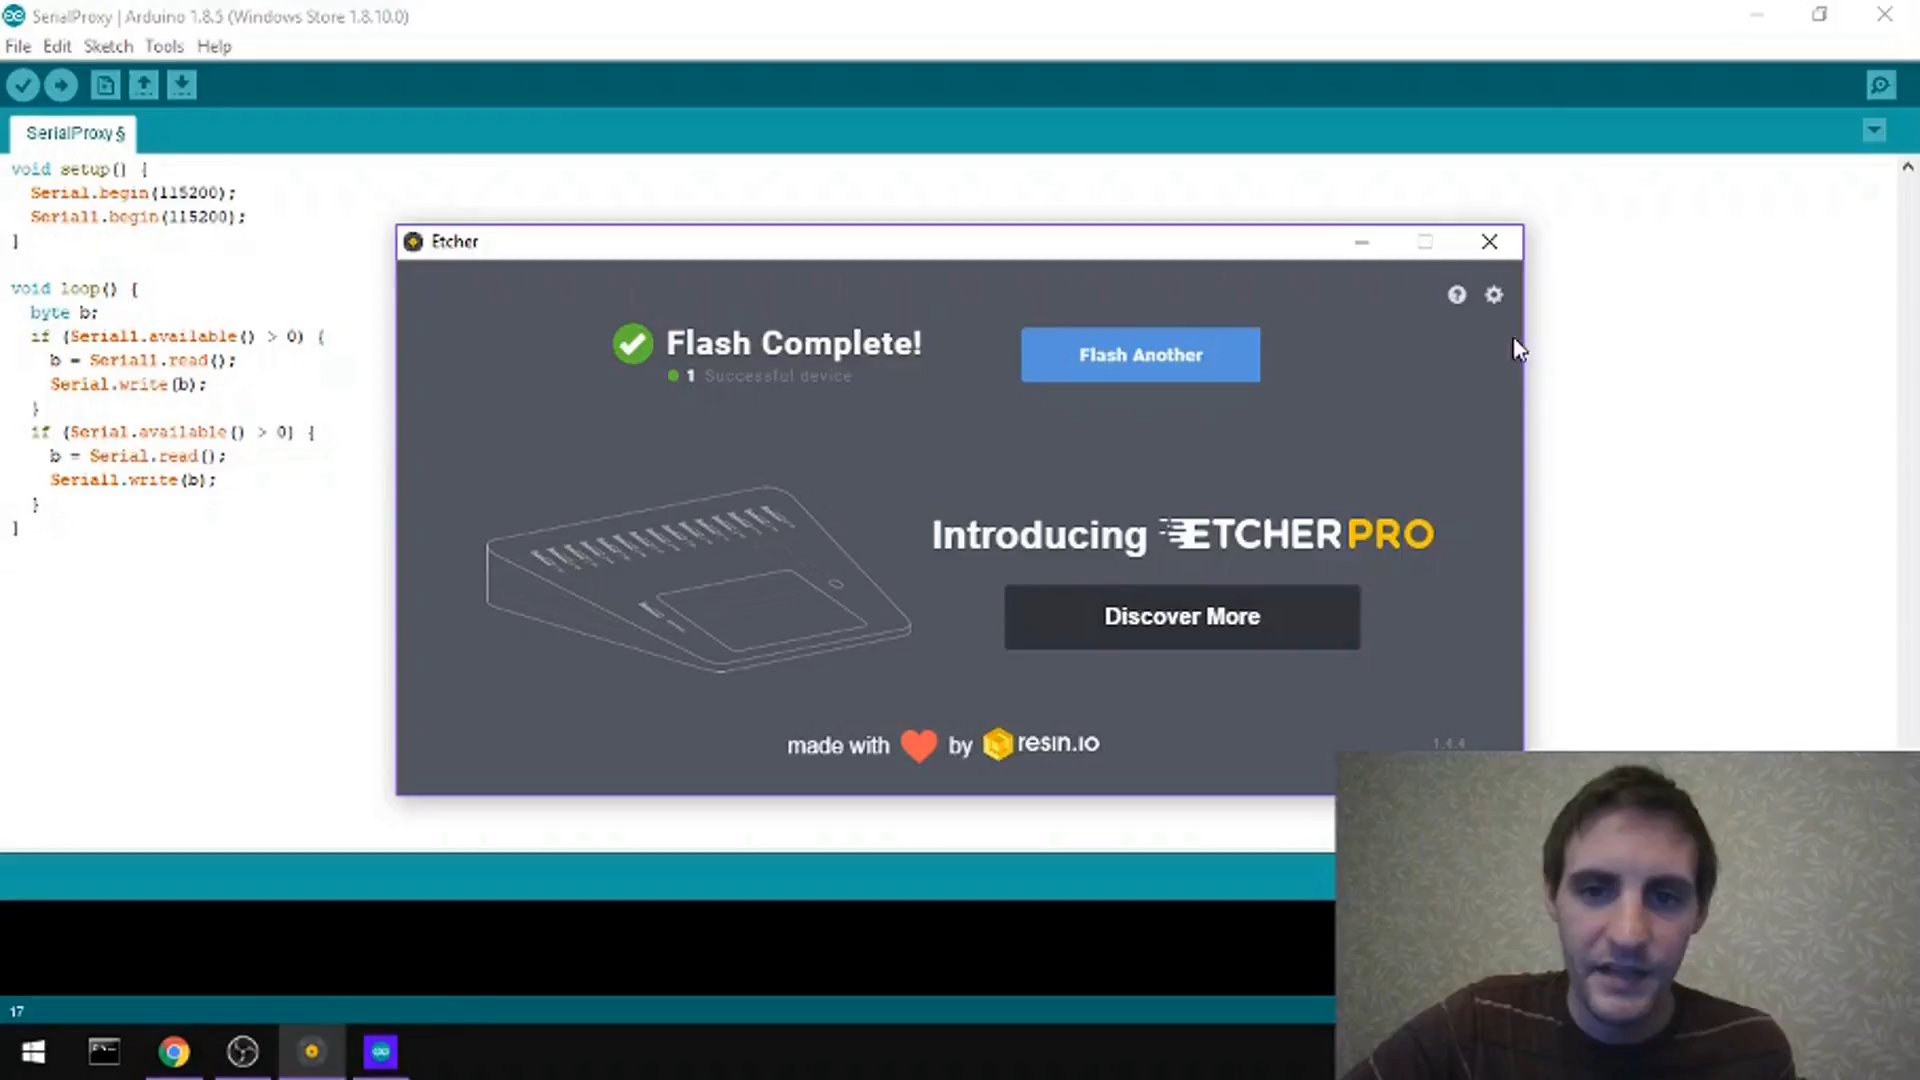 SerialProxy | Arduino 1.8.5 (Windows Store 1.8.10.0)
File Edit Sketch Tools Help
SerialProxy §
void setup() {
Serial.begin(115200);
Serial1.begin(115200);
}
void loop() {
byte b;
if (Serial1.available() > 0) {
b = Serial1.read();
Serial.write(b);
}
if (Serial.available() > 0) {
b = Serial.read();
Serial1.write(b);
}
}
Etcher
Flash Complete!
1 Successful device
Flash Another
Introducing ETCHER PRO
Discover More
made with by resin.io
1.4.4
17